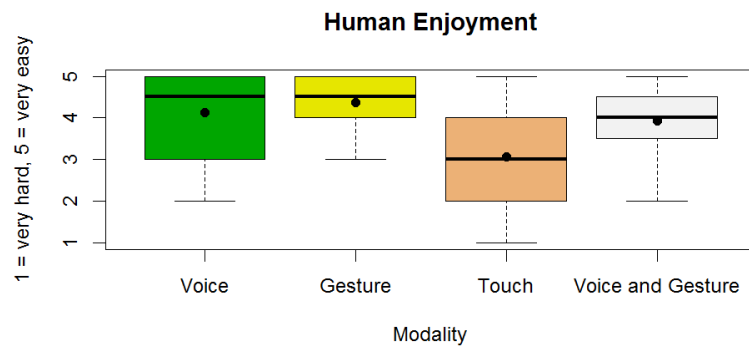 Human Enjoyment
1 = very hard, 5 = very easy
5
4
3
2
1
Voice
Gesture
Touch
Voice and Gesture
Modality